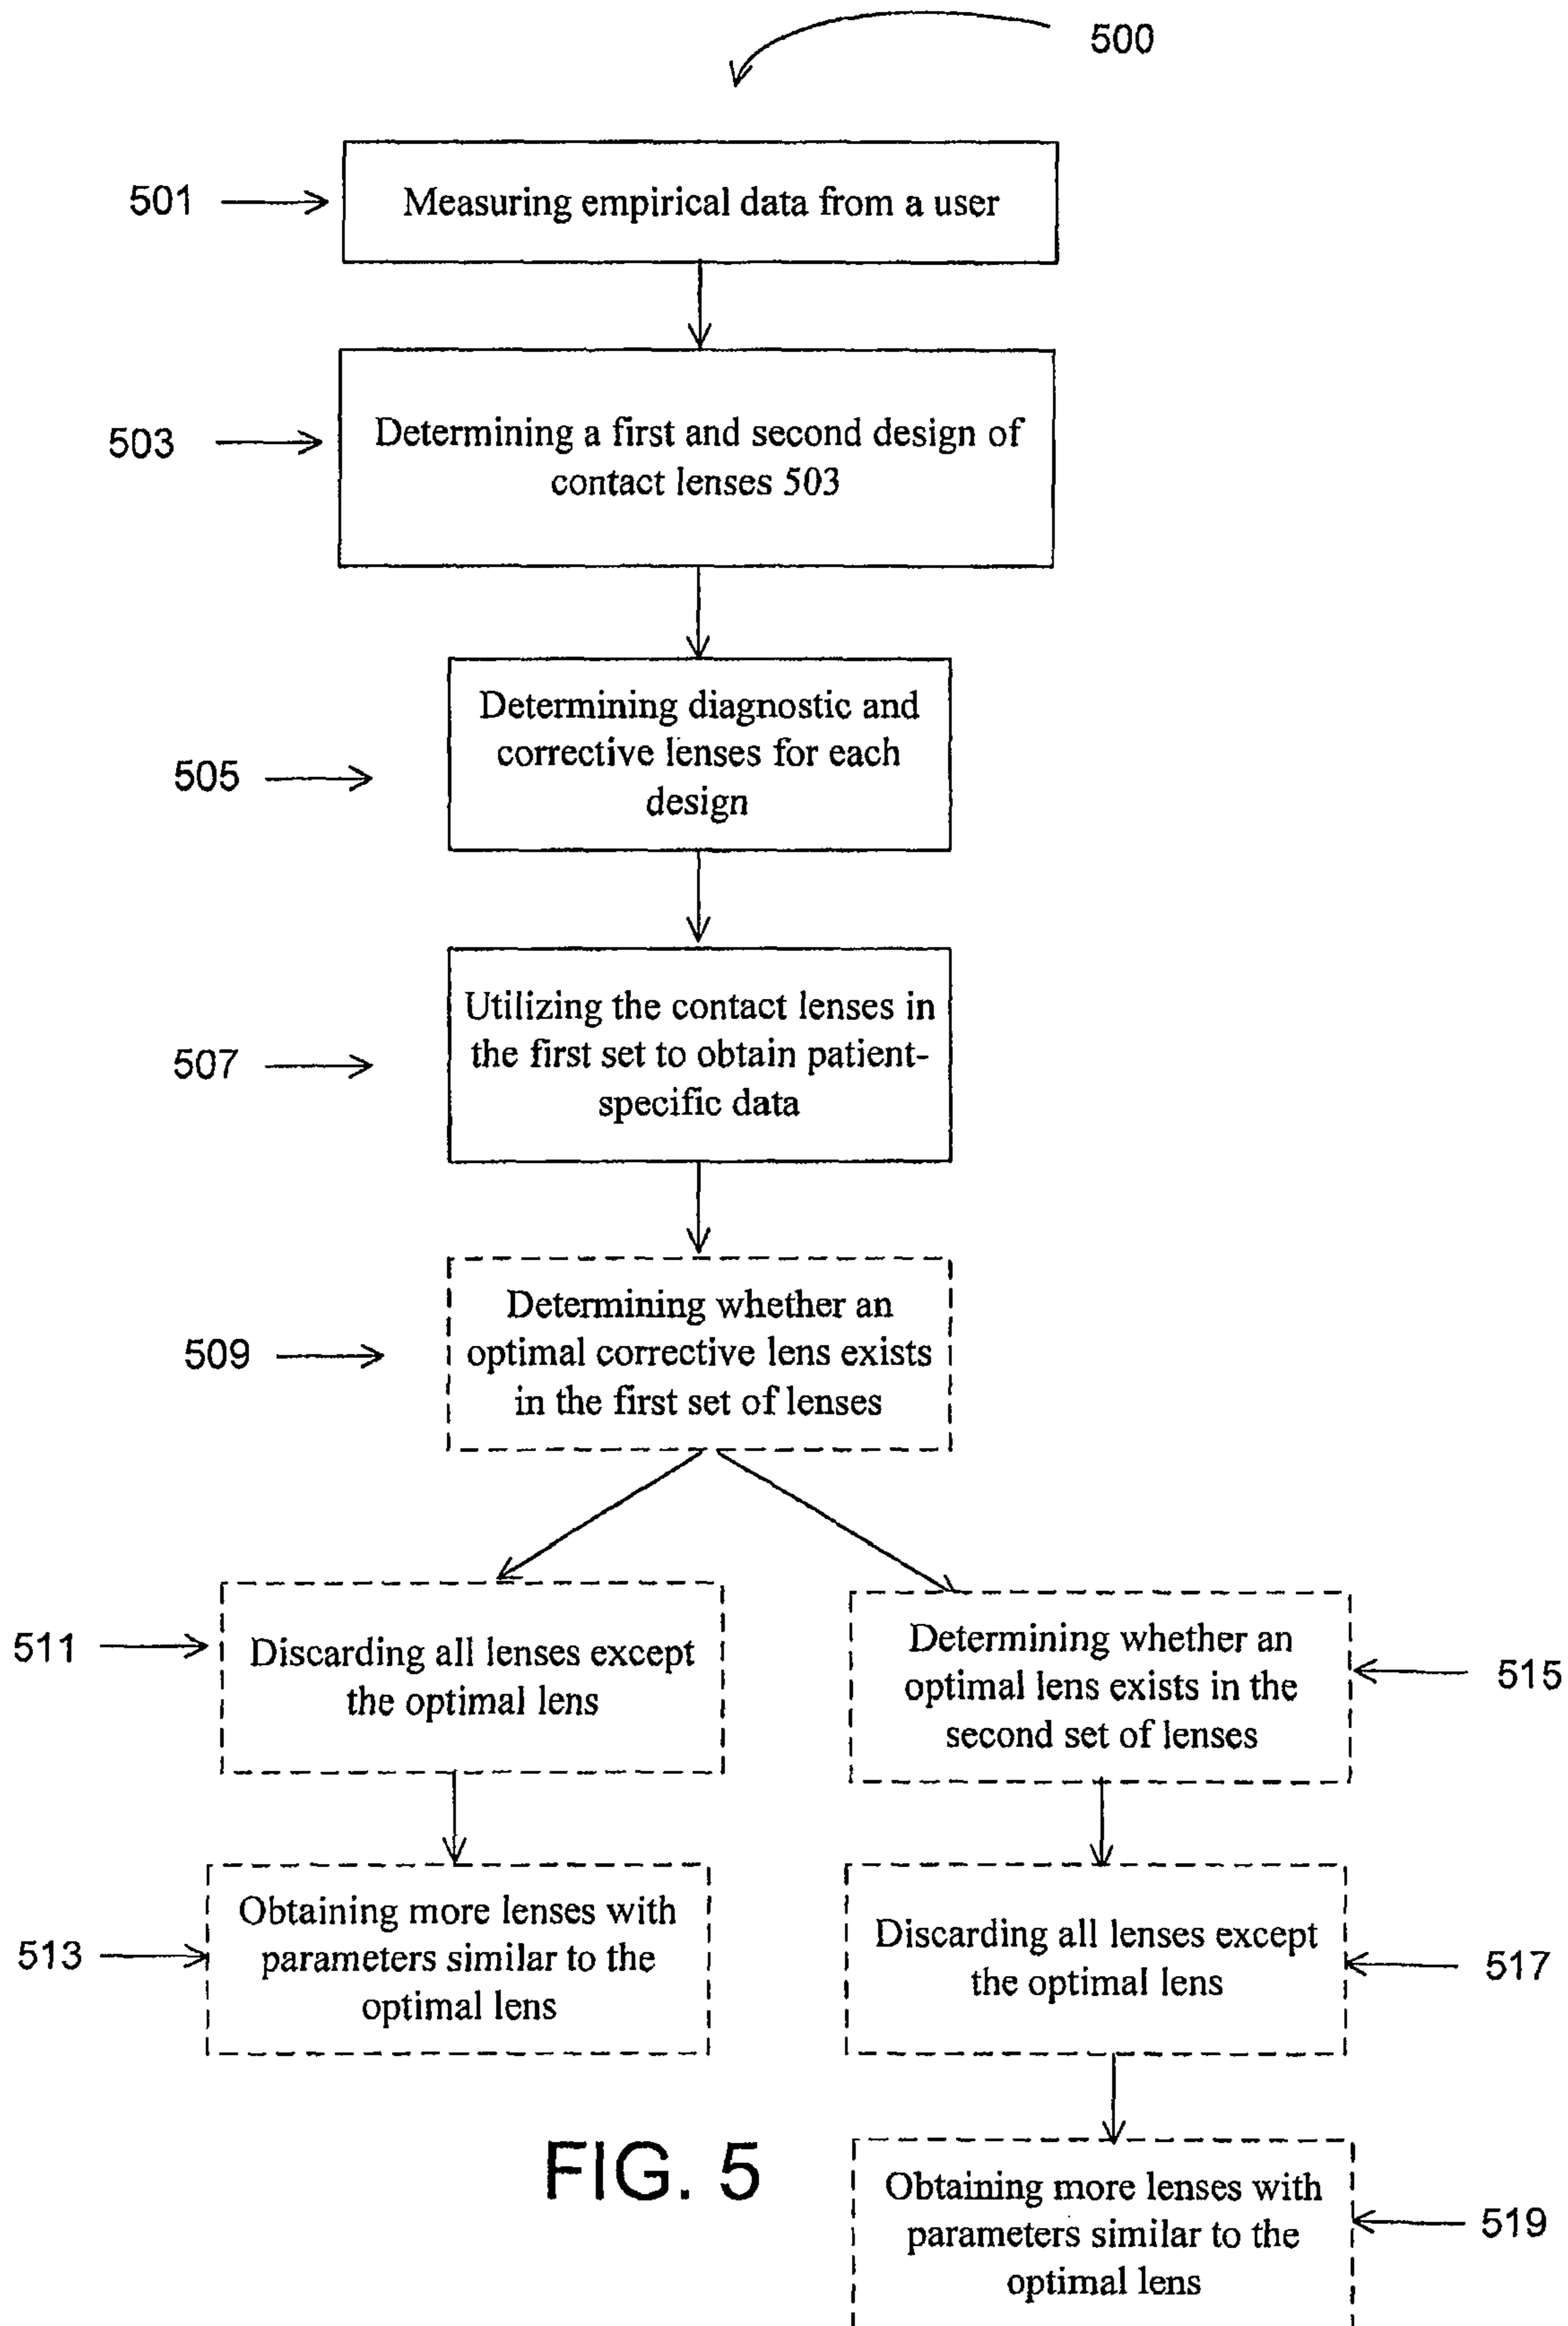 500
501
Measuring empirical data from a user
503
Determining a first and second design of
contact lenses 503
505
Determining diagnostic and
corrective lenses for each
design
507
Utilizing the contact lenses in
the first set to obtain patient-
specific data
509
Determining whether an
optimal corrective lens exists
in the first set of lenses
511
Discarding all lenses except
the optimal lens
Determining whether an
optimal lens exists in the
second set of lenses
515
513
Obtaining more lenses with
parameters similar to the
optimal lens
Discarding all lenses except
the optimal lens
517
FIG. 5
Obtaining more lenses with
parameters similar to the
optimal lens
519